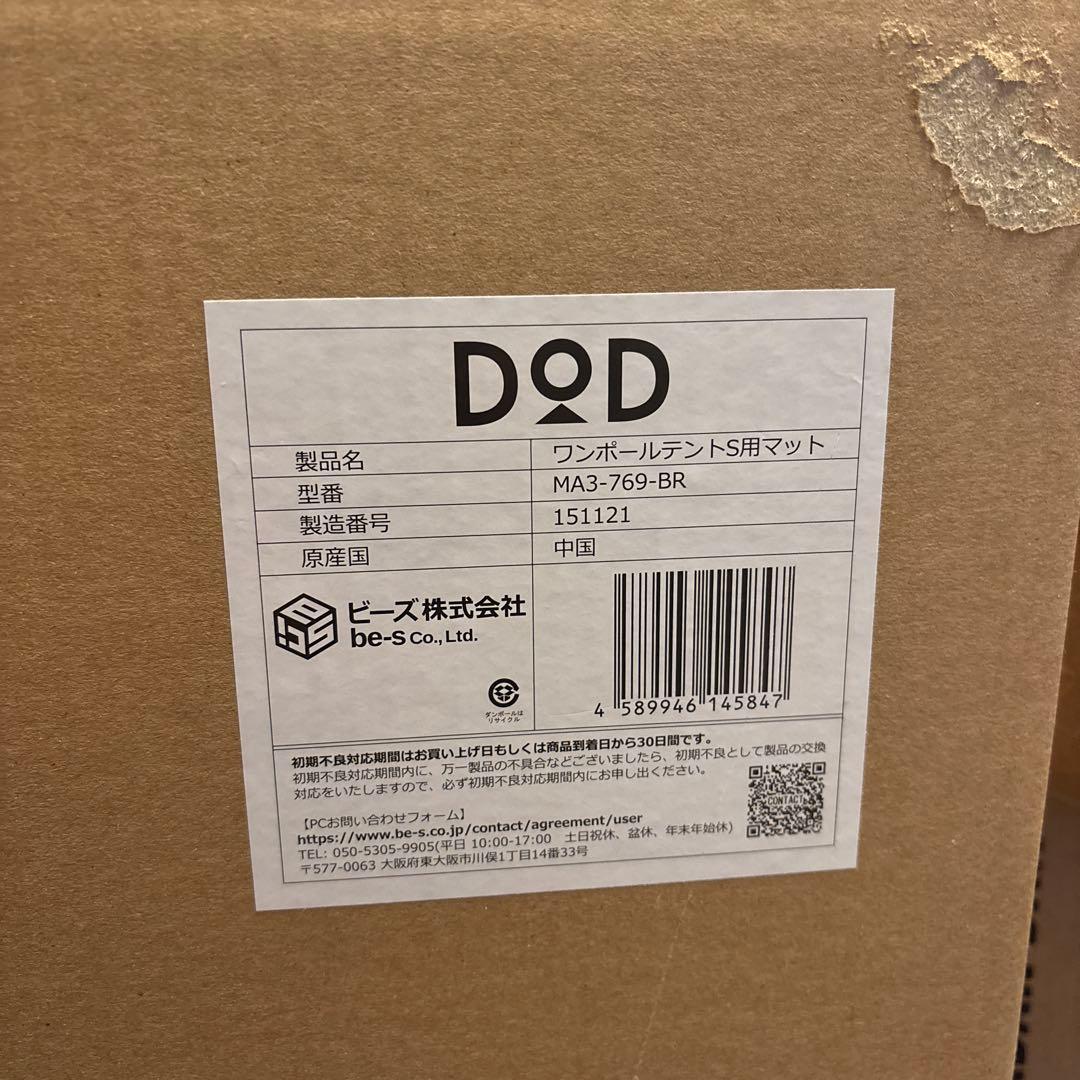 DOD
製品名 ワンポールテントS用マット
型番 MA3-769-BR
製造番号 151121
原産国 中国
ビーズ株式会社
be-s Co., Ltd.
ダンボールは
リサイクル
4 589946 145847
初期不良対応期間はお買い上げ日もしくは商品到着日から30日間です。
初期不良対応期間内に、万一製品の不具合などございましたら、初期不良として製品の交換
対応をいたしますので、必ず初期不良対応期間内にお申し出ください。
CONTACT
【PCお問い合わせフォーム】
https://www.be-s.co.jp/contact/agreement/user
TEL: 050-5305-9905(平日 10:00-17:00 土日祝休、盆休、年末年始休)
〒577-0063 大阪府東大阪市川俣1丁目14番33号